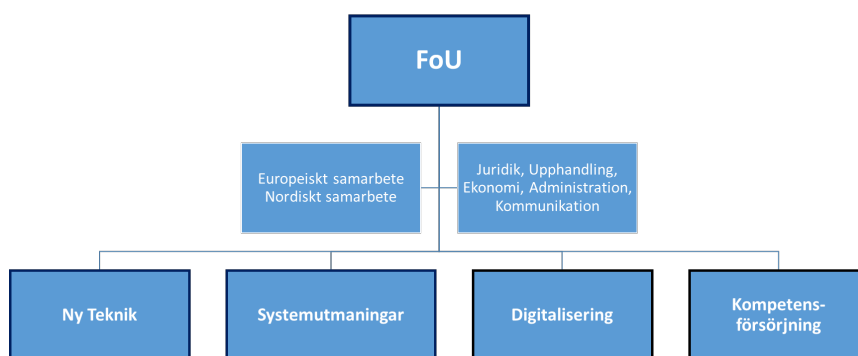 FoU
Europeiskt samarbete
Nordiskt samarbete
Juridik, Upphandling,
Ekonomi, Administration,
Kommunikation
Ny Teknik
Systemutmaningar
Digitalisering
Kompetens-
försörjning